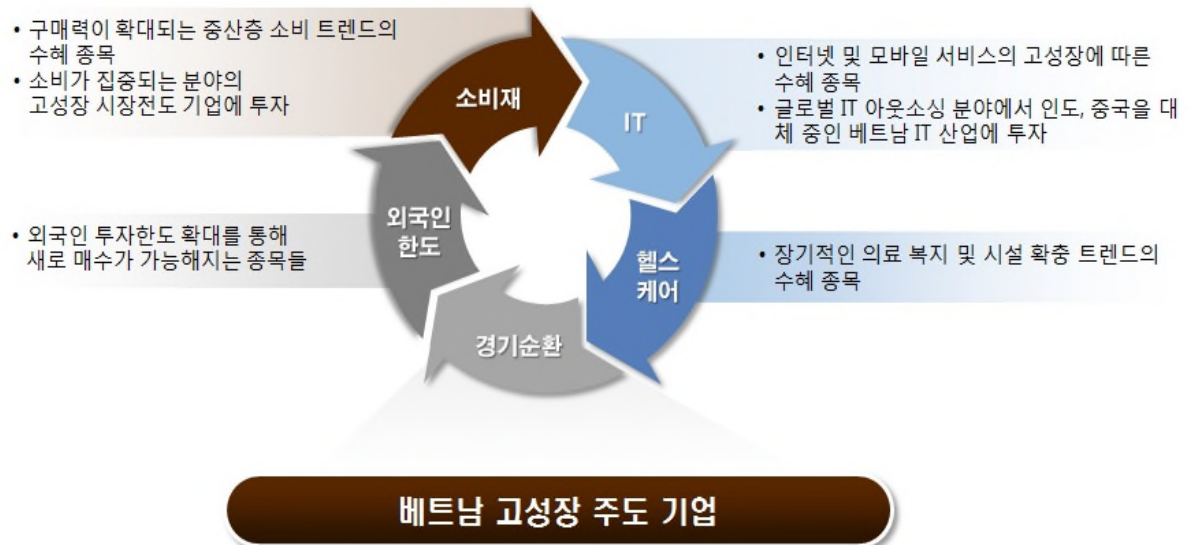 • 구매력이 확대되는 중산층 소비 트렌드의
수혜 종목
• 소비가 집중되는 분야의
고성장 시장전도 기업에 투자
소비재
IT
• 인터넷 및 모바일 서비스의 고성장에 따른
수혜 종목
• 글로벌 IT 아웃소싱 분야에서 인도, 중국을 대
체 중인 베트남 IT 산업에 투자
외국인
한도
• 외국인 투자한도 확대를 통해
새로 매수가 가능해지는 종목들
헬스
케어
• 장기적인 의료 복지 및 시설 확충 트렌드의
수혜 종목
경기순환
베트남 고성장 주도 기업